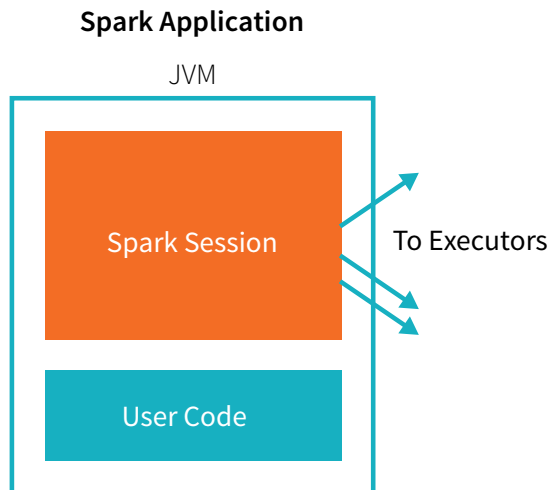 Spark Application
JVM
Spark Session
To Executors
User Code